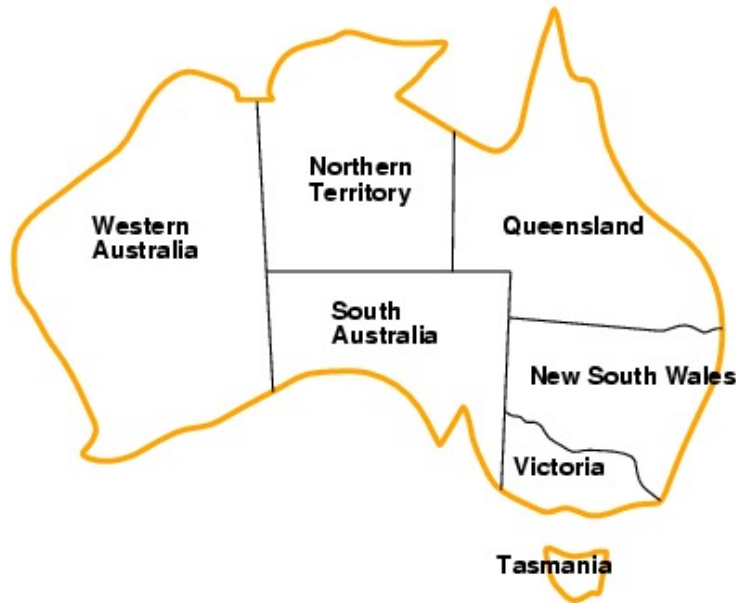 Northern
Territory
Western
Australia
Queensland
South
Australia
New South Wales
Victoria
Tasmania